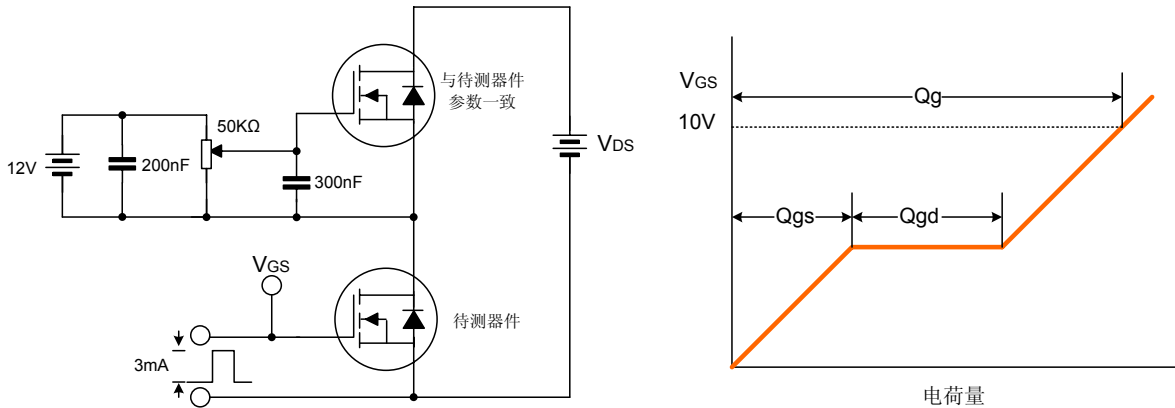 与待测器件
参数一致
50KΩ
12V
200nF
300nF
VDS
VGS
待测器件
3mA
VGS
Qg
10V
Qgs
Qgd
电荷量